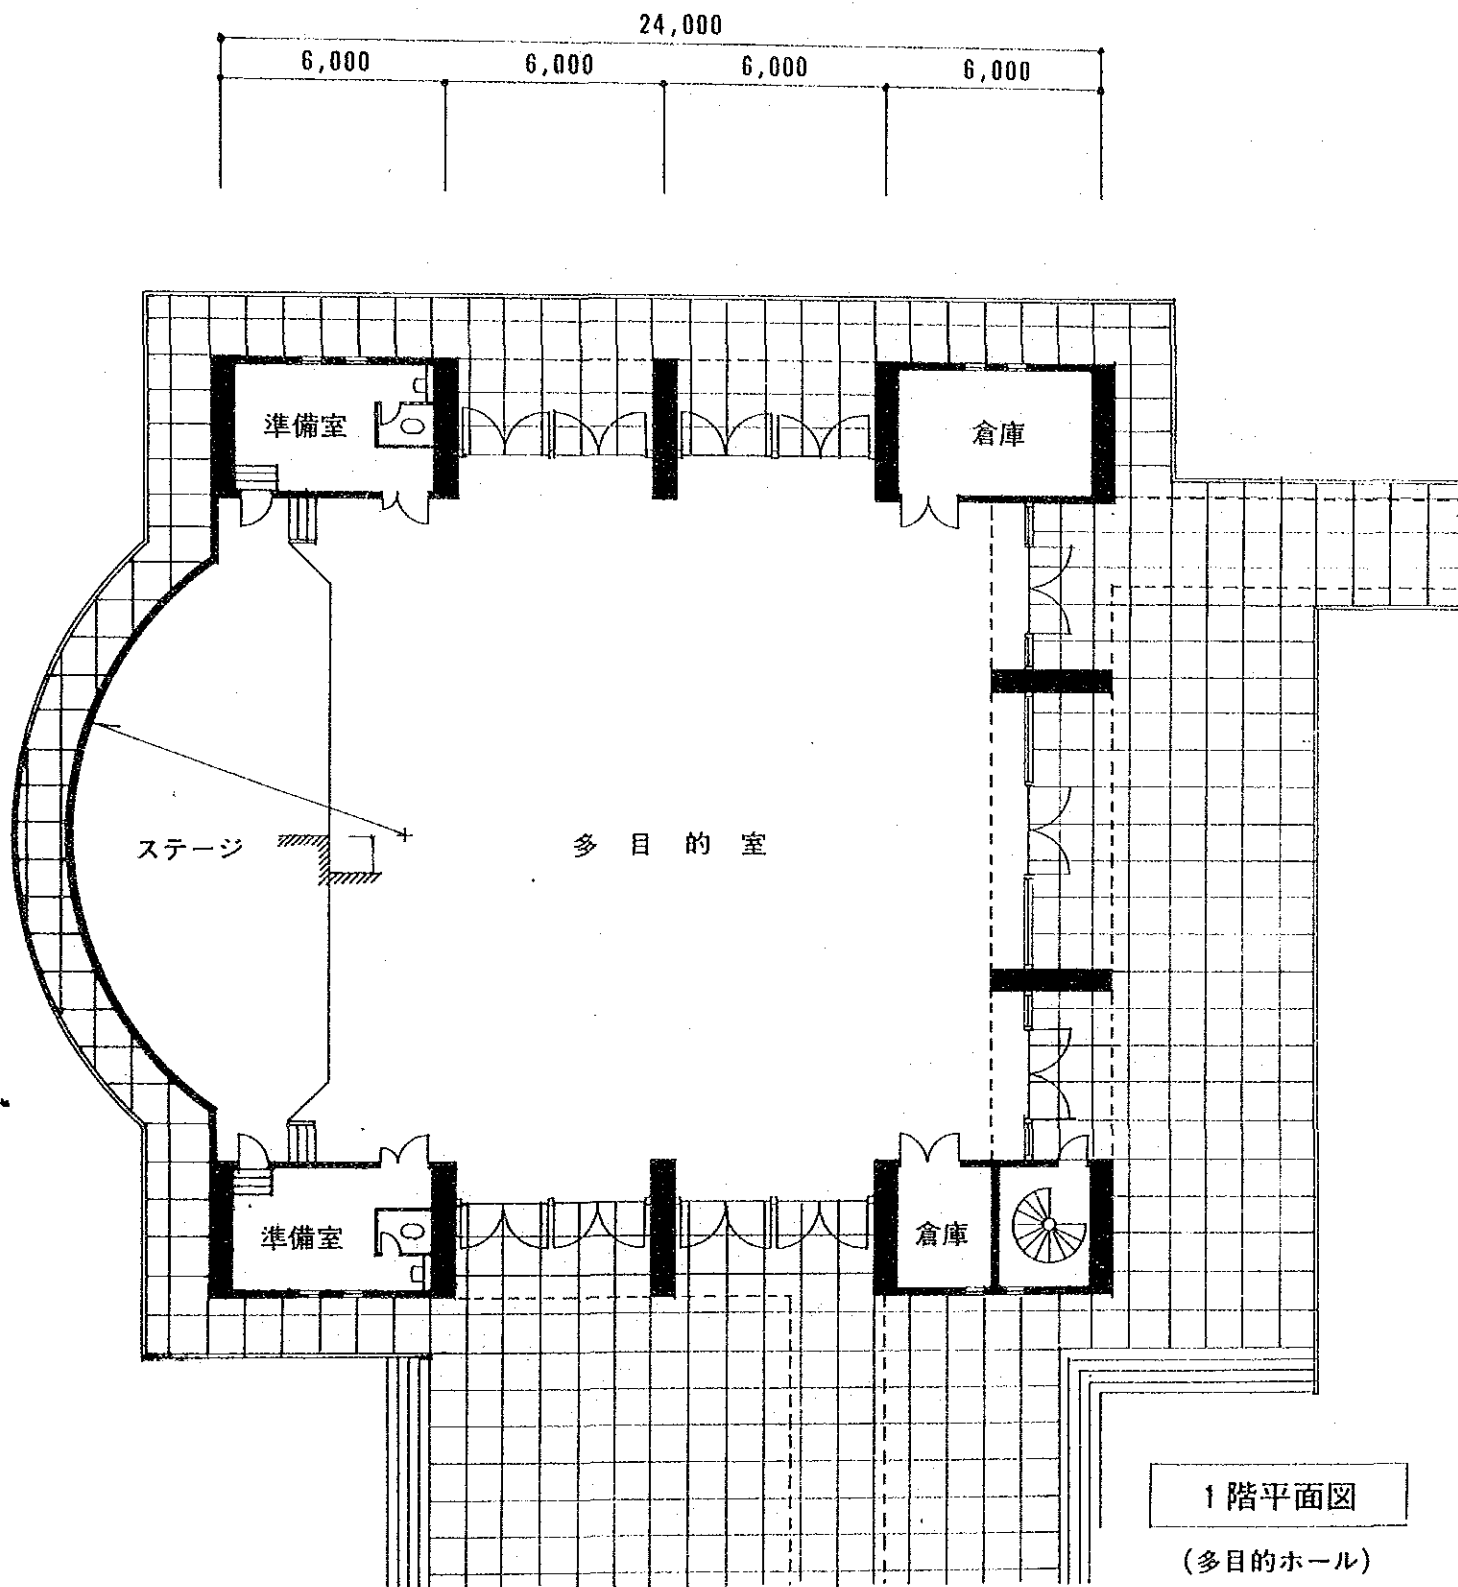 24,000
6,000 6,000 6,000 6,000
準備室
倉庫
ステージ
多目的室
準備室
倉庫
1階平面図
(多目的ホール)